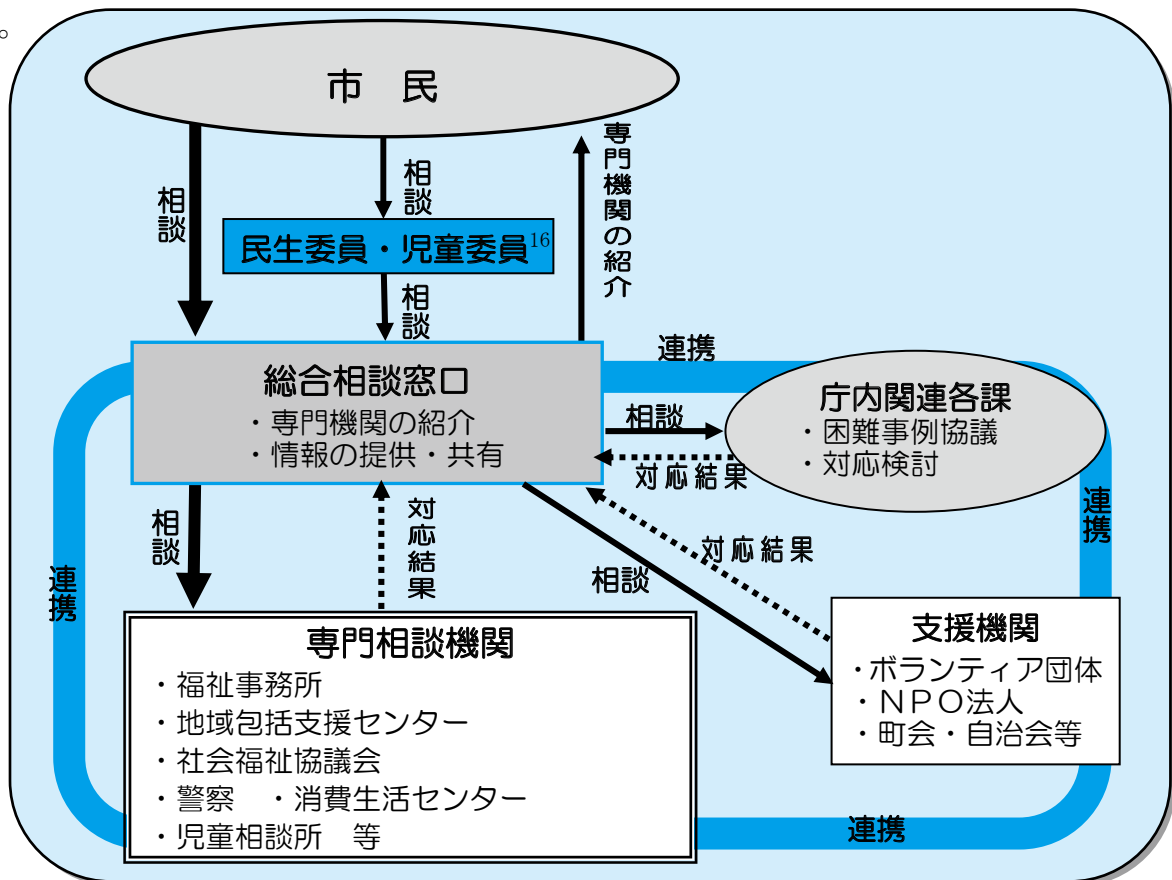 。
市　民
専門機関の紹介
相談
相談
民生委員・児童委員16
相談
総合相談窓口
・専門機関の紹介
・情報の提供・共有
連携
庁内関連各課
・困難事例協議
・対応検討
相談
対応結果
相談
対応結果
対応結果
相談
連携
連携
専門相談機関
・福祉事務所
・地域包括支援センター
・社会福祉協議会
・警察　・消費生活センター
・児童相談所　等
支援機関
・ボランティア団体
・ＮＰＯ法人
・町会・自治会等
連携